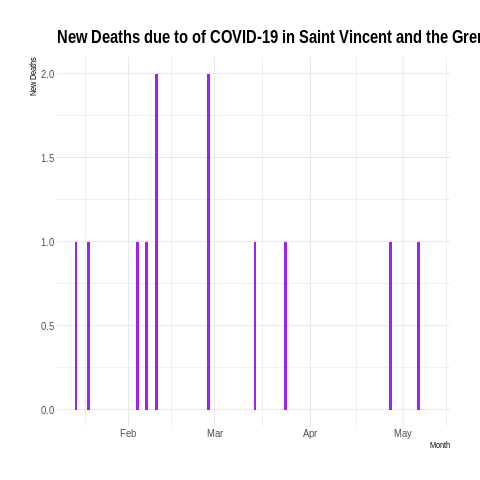 New Deaths due to of COVID-19 in Saint Vincent and the Gre
New Deaths
2.0
1.5
1.0
0.5
0.0
Feb Mar Apr May
Month